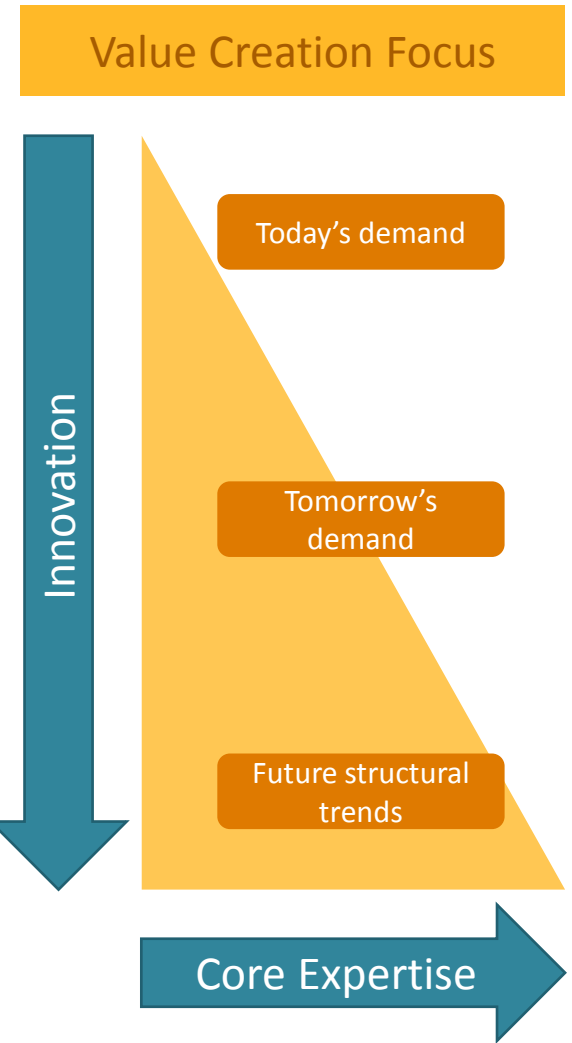 Value Creation Focus
Today’s demand
Innovation
Tomorrow’s
demand
Future structural
trends
Core Expertise